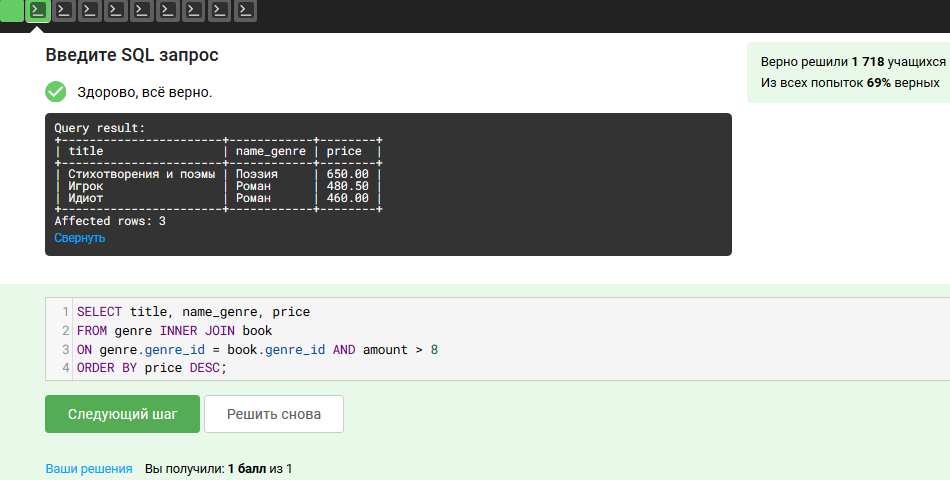 Введите SQL запрос
Верно решили 1 718 учащихся
Из всех попыток 69% верных
Здорово, всё верно.
Query result:
+-----------------------+------------+--------+
| title                 | name_genre | price  |
+-----------------------+------------+--------+
| Стихотворения и поэмы | Поэзия     | 650.00 |
| Игрок                 | Роман      | 480.50 |
| Идиот                 | Роман      | 460.00 |
+-----------------------+------------+--------+
Affected rows: 3
Свернуть
1 SELECT title, name_genre, price
2 FROM genre INNER JOIN book
3 ON genre.genre_id = book.genre_id AND amount > 8
4 ORDER BY price DESC;
Следующий шаг
Решить снова
Ваши решения Вы получили: 1 балл из 1